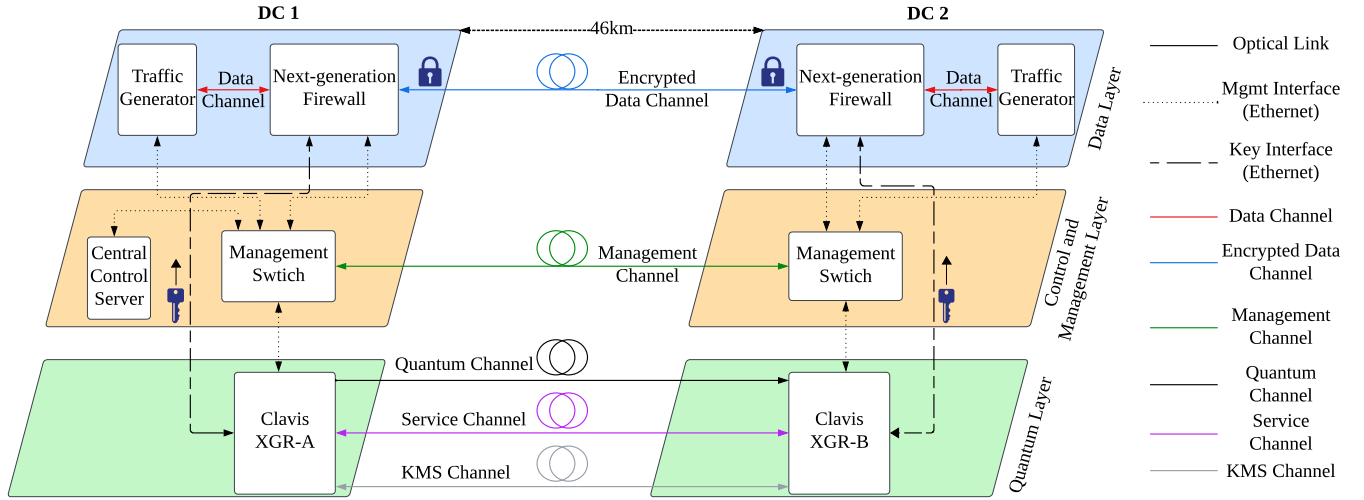 DC 1
DC 2
46km
Traffic
Generator
Data
Channel
Next-generation
Firewall
Encrypted
Data Channel
Next-generation
Firewall
Data
Channel
Traffic
Generator
Data Layer
Central
Control
Server
Management
Swtich
Management
Channel
Management
Swtich
Control and
Management Layer
Quantum Channel
Clavis
XGR-A
Service Channel
KMS Channel
Clavis
XGR-B
Quantum Layer
Optical Link
Mgmt Interface
(Ethernet)
Key Interface
(Ethernet)
Data Channel
Encrypted Data
Channel
Management
Channel
Quantum
Channel
Service
Channel
KMS Channel